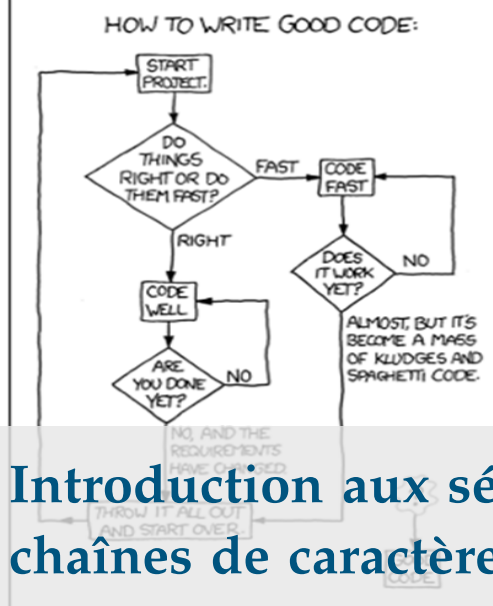 HOW TO WRITE GOOD CODE:
START
PROJECT.
DO
THINGS
RIGHT OR DO
THEM FAST?
FAST
CODE
FAST
RIGHT
DOES
IT WORK
YET?
NO
CODE
WELL
ALMOST, BUT IT'S
BECOME A MASS
OF KLUDGES AND
SPAGHETTI CODE.
ARE
YOU DONE
YET?
NO
NO, AND THE
REQUIREMENTS
HAVE CHANGED
Introduction aux sé
THROW IT ALL OUT
AND START OVER.
chaînes de caractère
GOOD
CODE